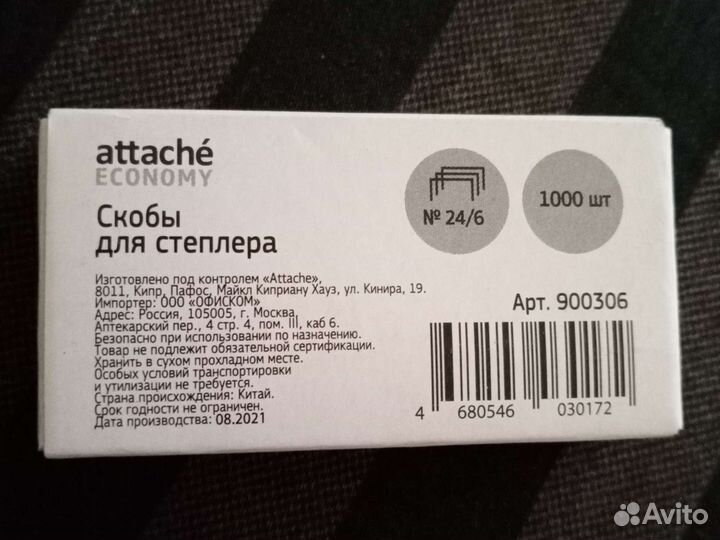 attaché
ECONOMY
Скобы
для степлера
№ 24/6
1000 шт
Изготовлено под контролем «Attache»,
8011, Кипр, Пафос, Майкл Киприану Хауз, ул. Кинира, 19.
Импортер: ООО «ОФИСКОМ»
Адрес: Россия, 105005, г. Москва,
Аптекарский пер., 4 стр. 4, пом. III, каб 6.
Безопасно при использовании по назначению.
Товар не подлежит обязательной сертификации.
Хранить в сухом прохладном месте.
Особых условий транспортировки
и утилизации не требуется.
Страна происхождения: Китай.
Срок годности не ограничен.
Дата производства: 08.2021
Арт. 900306
4 680546 030172
Avito